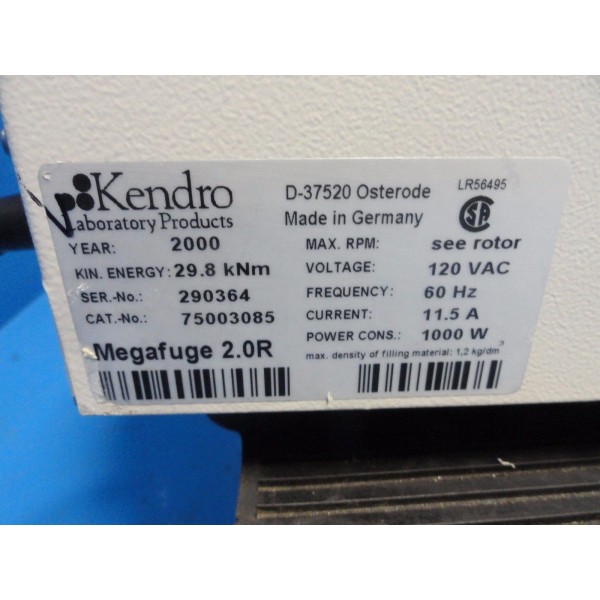 Kendro
Laboratory Products
D-37520 Osterode
Made in Germany
LR56495
SA
YEAR: 2000
KIN. ENERGY: 29.8 kNm
SER.-No.: 290364
CAT.-No.: 75003085
Megafuge 2.0R
MAX. RPM: see rotor
VOLTAGE: 120 VAC
FREQUENCY: 60 Hz
CURRENT: 11.5 A
POWER CONS.: 1000 W
max. density of filling material: 1,2 kg/dm³